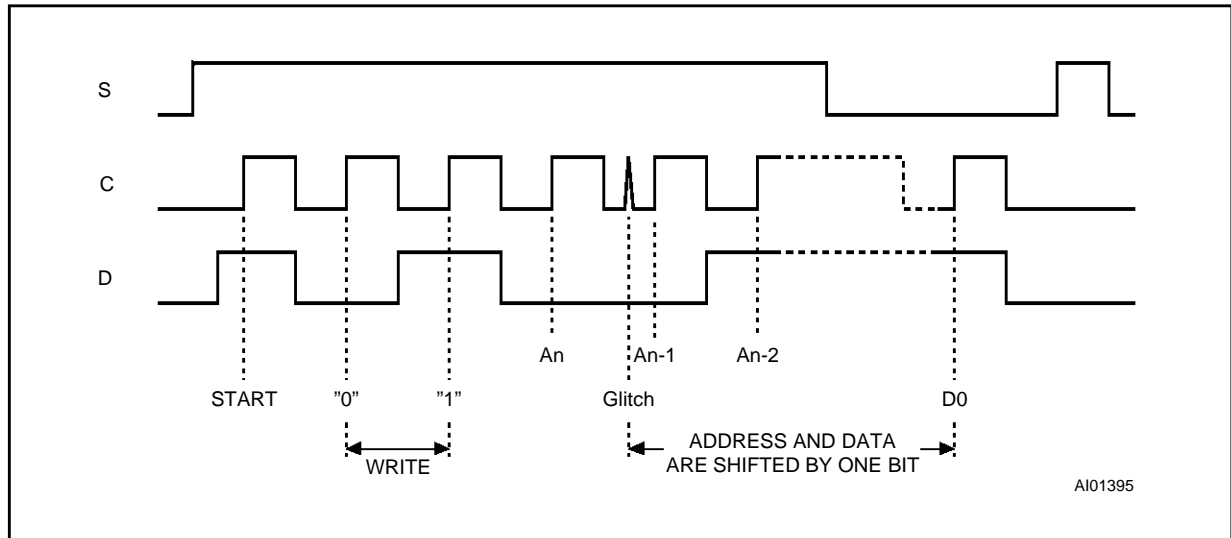 S
C
D
An
An-1
An-2
START
”0”
”1”
Glitch
D0
WRITE
ADDRESS AND DATA
ARE SHIFTED BY ONE BIT
AI01395